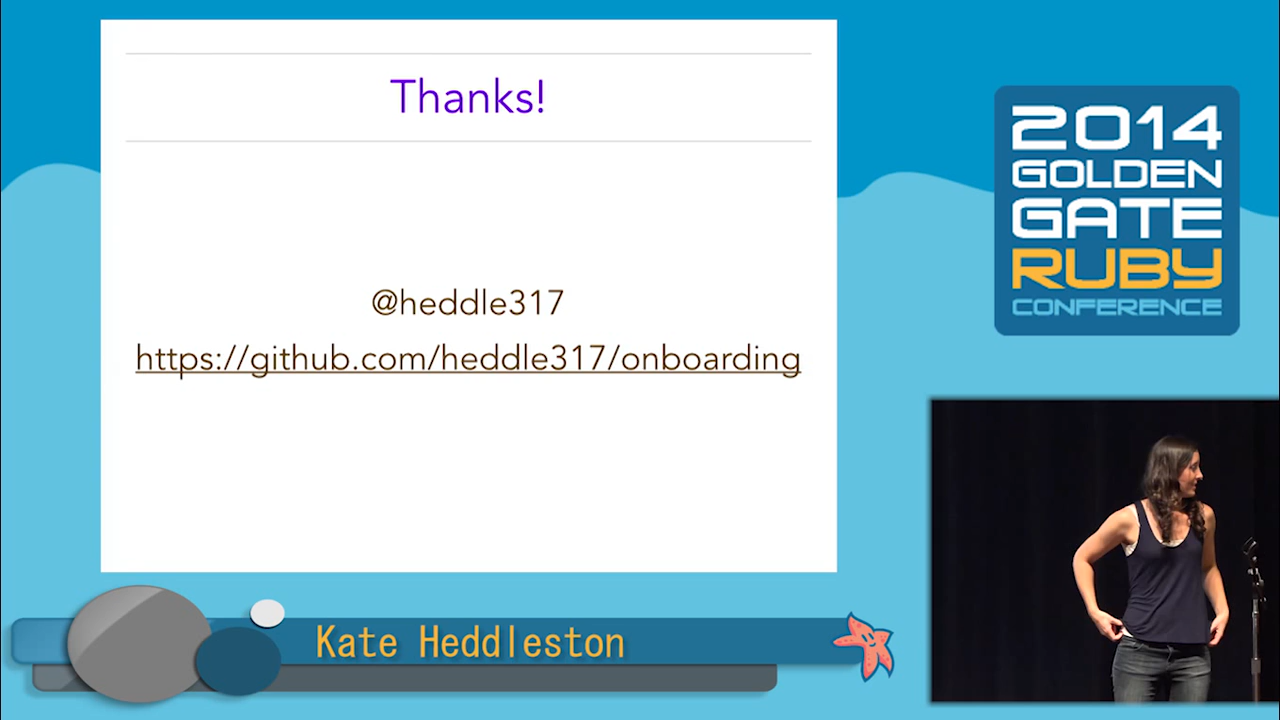 Thanks!
@heddle317
https://github.com/heddle317/onboarding
2014
GOLDEN
GATE
RUBY
CONFERENCE
Kate Heddleston